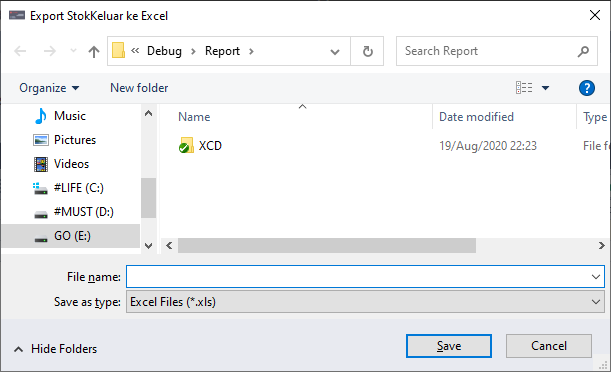 Export StokKeluar ke Excel
« Debug > Report >
Search Report
Organize
New folder
?
Music
Pictures
Videos
#LIFE (C:)
#MUST (D:)
GO (E:)
Name
Date modified
Type
XCD
19/Aug/2020 22:23
File f
File name:
Save as type: Excel Files (*.xls)
Hide Folders
Save
Cancel